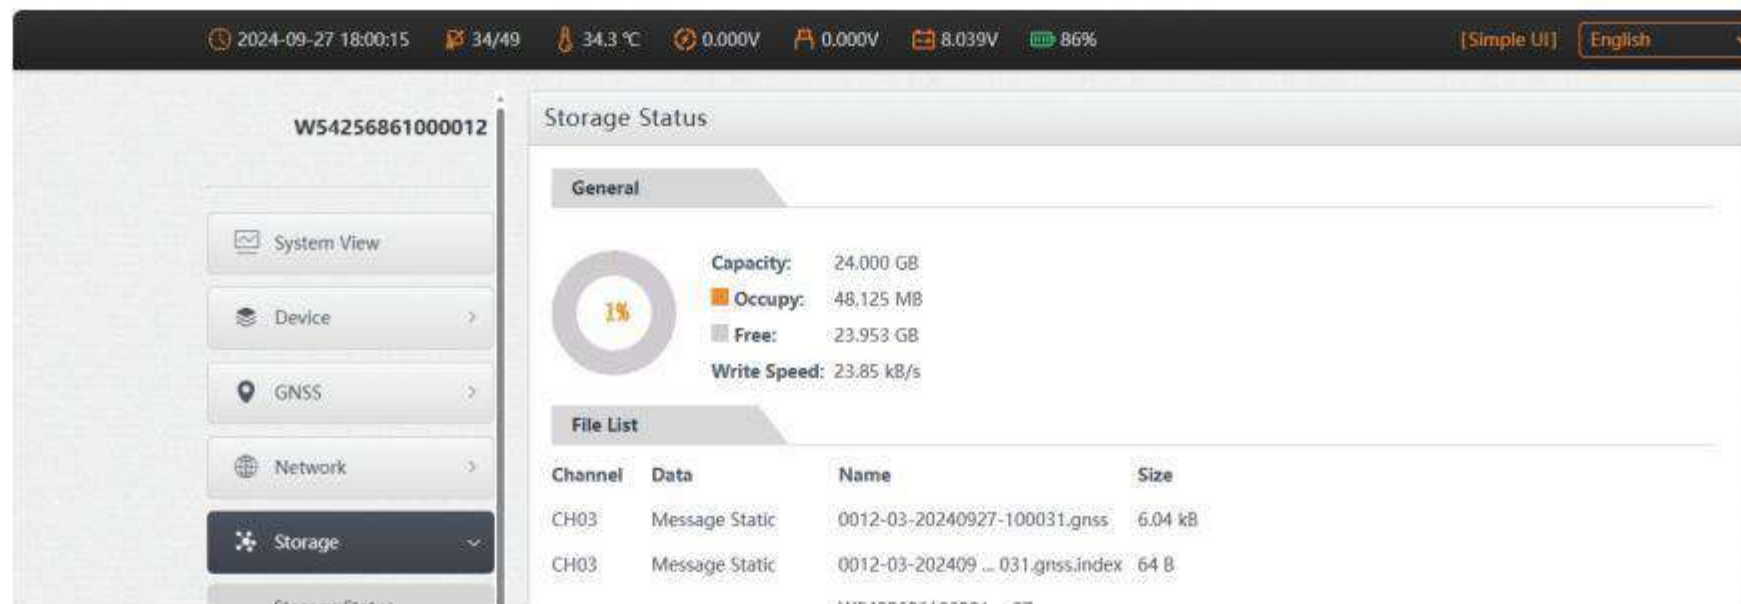 2024-09-27 18:00:15 34/49 34.3 ℃ 0.000V 0.000V 8.039V 86% [Simple UI] English
W54256861000012
Storage Status
General
System View
Device
GNSS
Network
Storage
1%
Capacity: 24.000 GB
Occupy: 48.125 MB
Free: 23.953 GB
Write Speed: 23.85 kB/s
File List
Channel Data Name Size
CH03 Message Static 0012-03-20240927-100031.gnss 6.04 kB
CH03 Message Static 0012-03-202409 ... 031.gnss.index 64 B